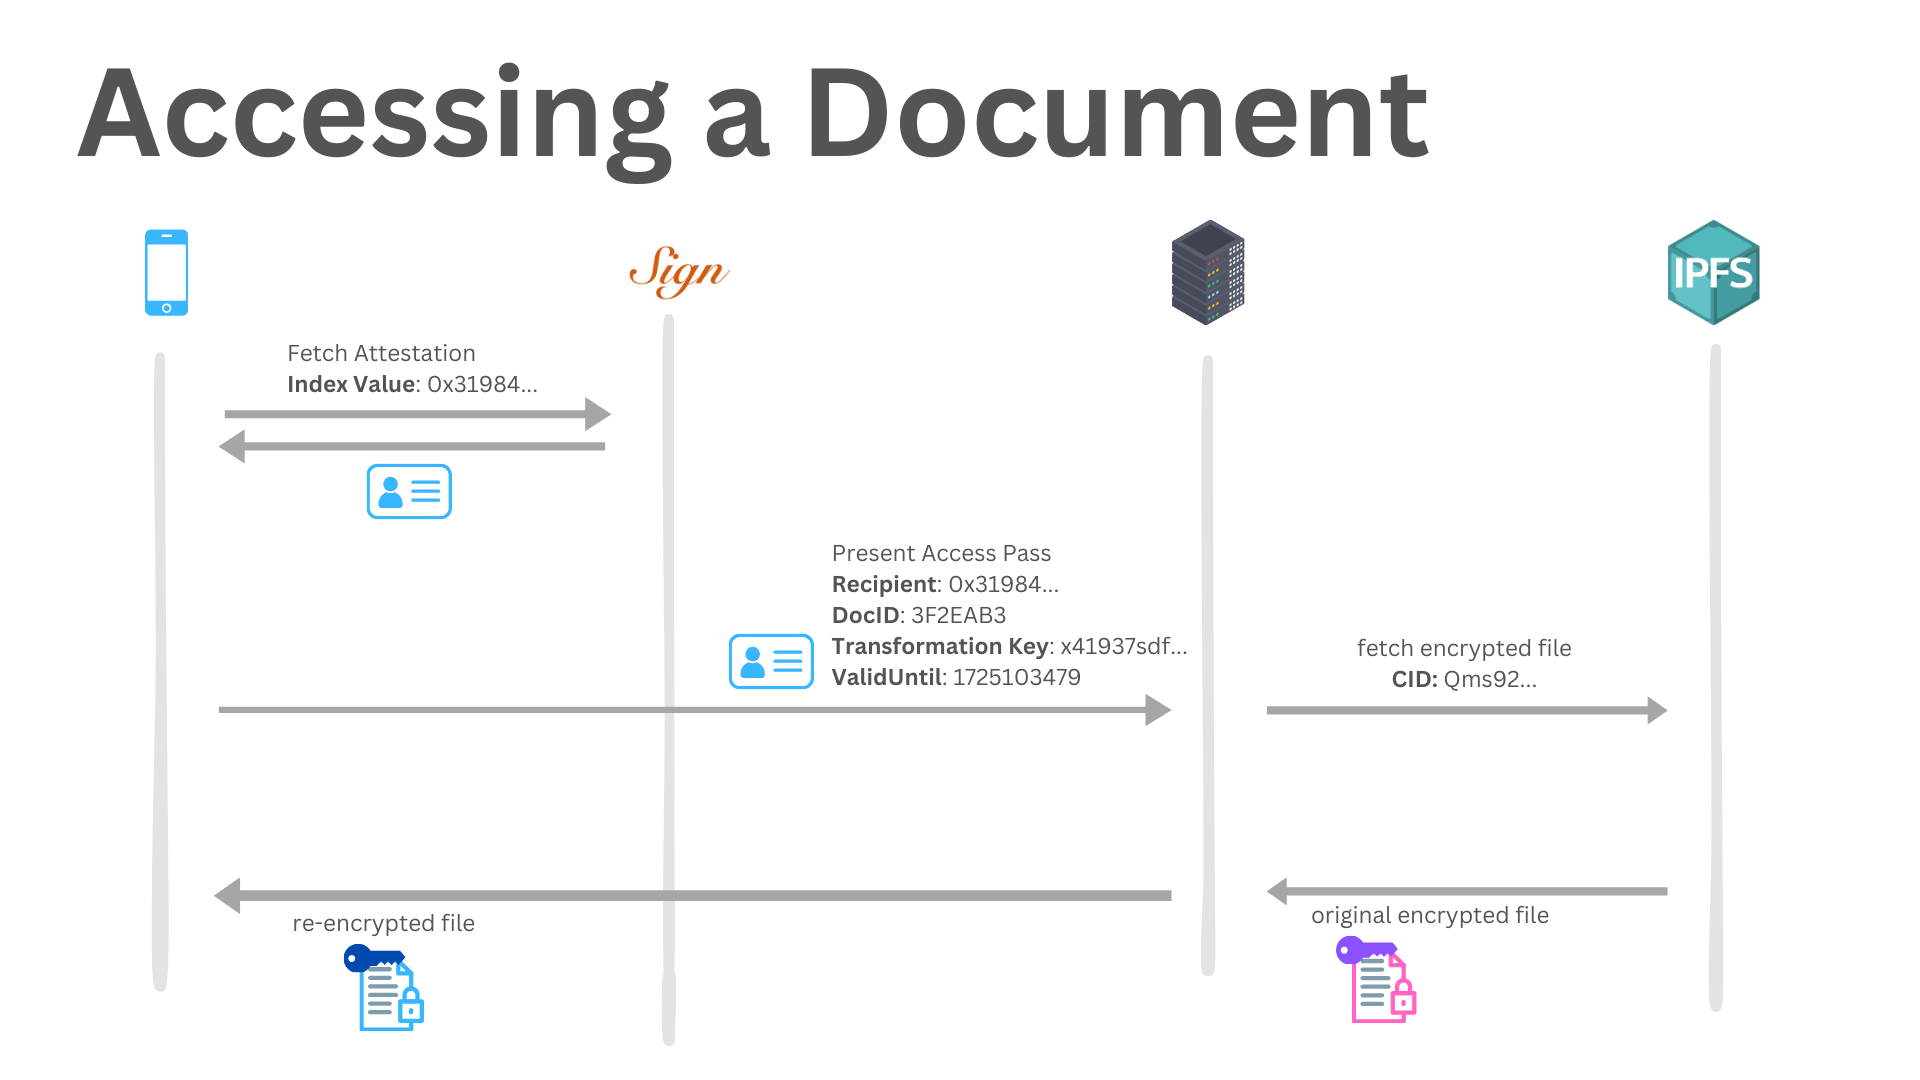 Accessing a Document
Sign
IPFS
Fetch Attestation
Index Value: 0x31984...
Present Access Pass
Recipient: 0x31984...
DocID: 3F2EAB3
Transformation Key: x41937sdf...
ValidUntil: 1725103479
fetch encrypted file
CID: Qms92...
re-encrypted file
original encrypted file